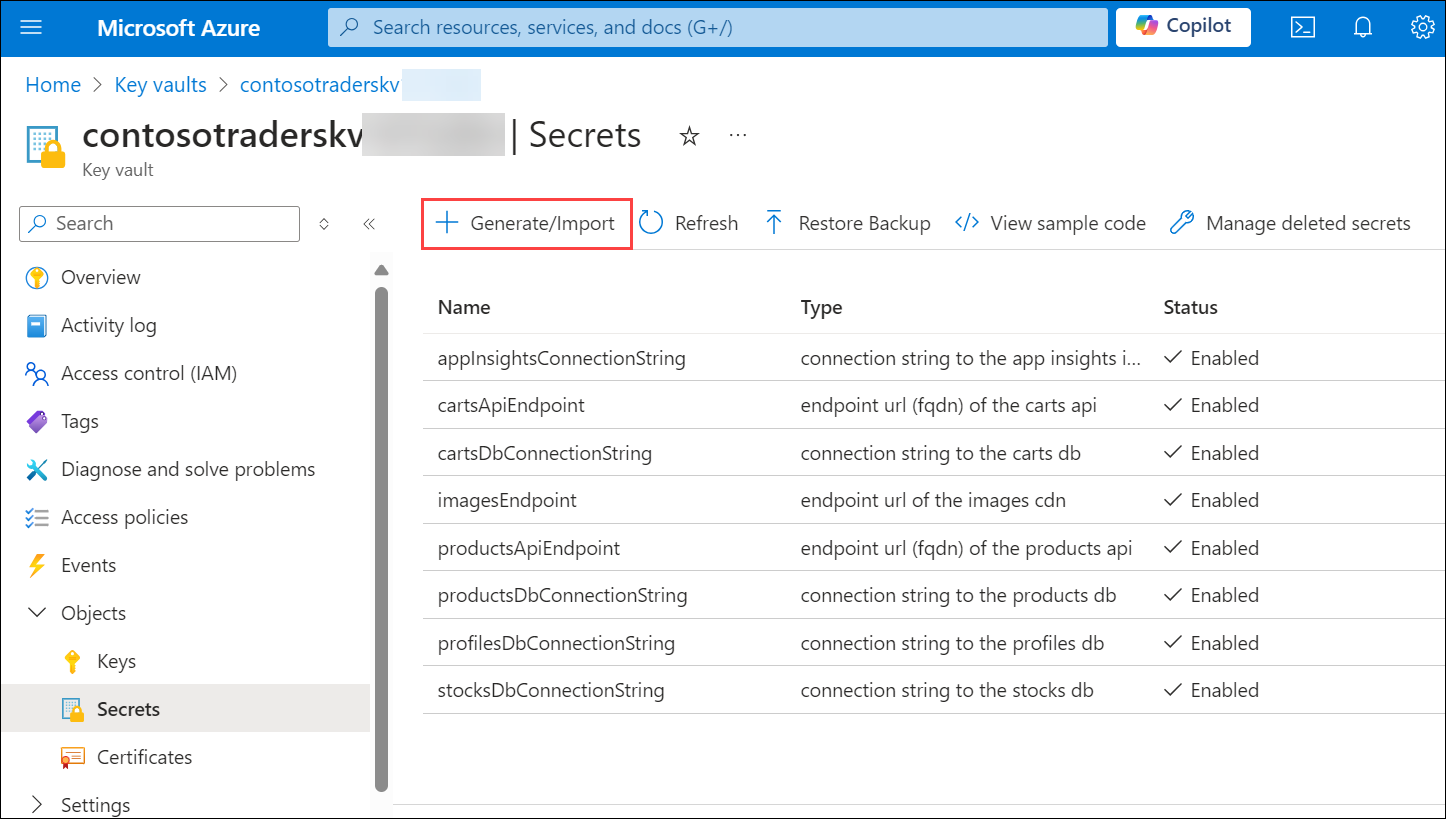 Microsoft Azure
Search resources, services, and docs (G+/)
Copilot
Home > Key vaults > contosotraderskv
contosotraderskv | Secrets
Key vault
Search
Generate/Import
Refresh
Restore Backup
View sample code
Manage deleted secrets
Overview
Activity log
Access control (IAM)
Tags
Diagnose and solve problems
Access policies
Events
Objects
Keys
Secrets
Certificates
Settings
Name Type Status
appInsightsConnectionString connection string to the app insights i... Enabled
cartsApiEndpoint endpoint url (fqdn) of the carts api Enabled
cartsDbConnectionString connection string to the carts db Enabled
imagesEndpoint endpoint url of the images cdn Enabled
productsApiEndpoint endpoint url (fqdn) of the products api Enabled
productsDbConnectionString connection string to the products db Enabled
profilesDbConnectionString connection string to the profiles db Enabled
stocksDbConnectionString connection string to the stocks db Enabled